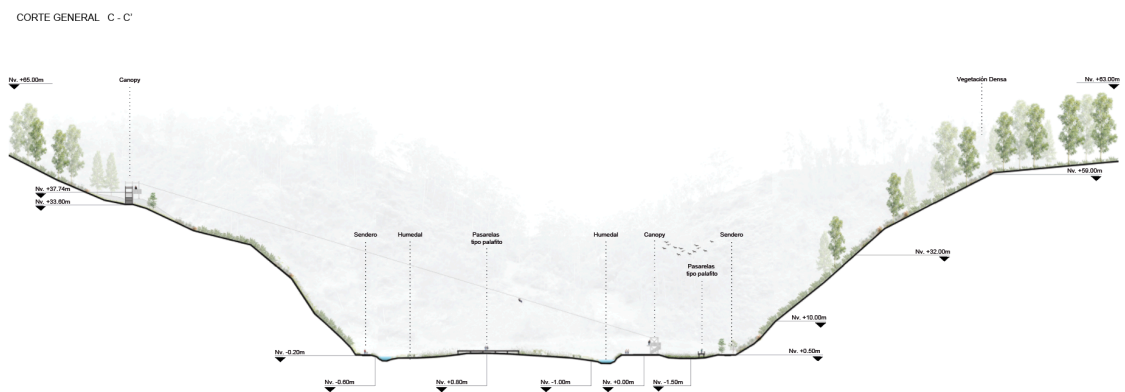 CORTE GENERAL C - C'
Nv. +65.00m
Canopy
Vegetación Densa
Nv. +63.00m
Nv. +59.00m
Nv. +37.74m
Nv. +33.60m
Sendero
Humedal
Pasarelas
tipo palafito
Humedal
Canopy
Sendero
Pasarelas
tipo palafito
Nv. +32.00m
Nv. +10.00m
Nv. -0.20m
Nv. +0.50m
Nv. -0.60m
Nv. +0.80m
Nv. -1.00m
Nv. +0.00m
Nv. -1.50m